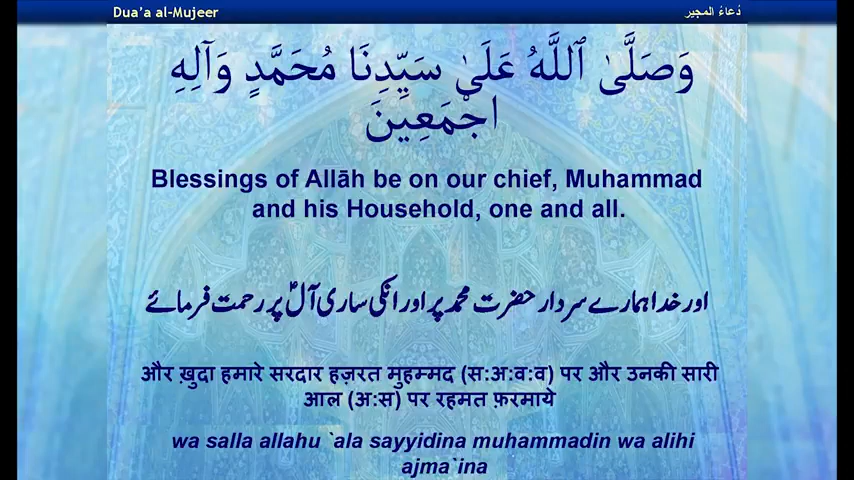 Dua’a al-Mujeer دُعاءُ المجير
وَصَلَّىٰ ٱللَّهُ عَلَىٰ سَيِّدِنَا مُحَمَّدٍ وَآلِهِ
اجْمَعِينَ
Blessings of Allāh be on our chief, Muhammad
and his Household, one and all.
اور خدا ہمارے سردار حضرت محمد پر اور انکی ساری آلؑ پر رحمت فرمائے
और ख़ुदा हमारे सरदार हज़रत मुहम्मद (स:अ:व:व) पर और उनकी सारी
आल (अ:स) पर रहमत फ़रमाये
wa salla allahu `ala sayyidina muhammadin wa alihi
ajma`ina